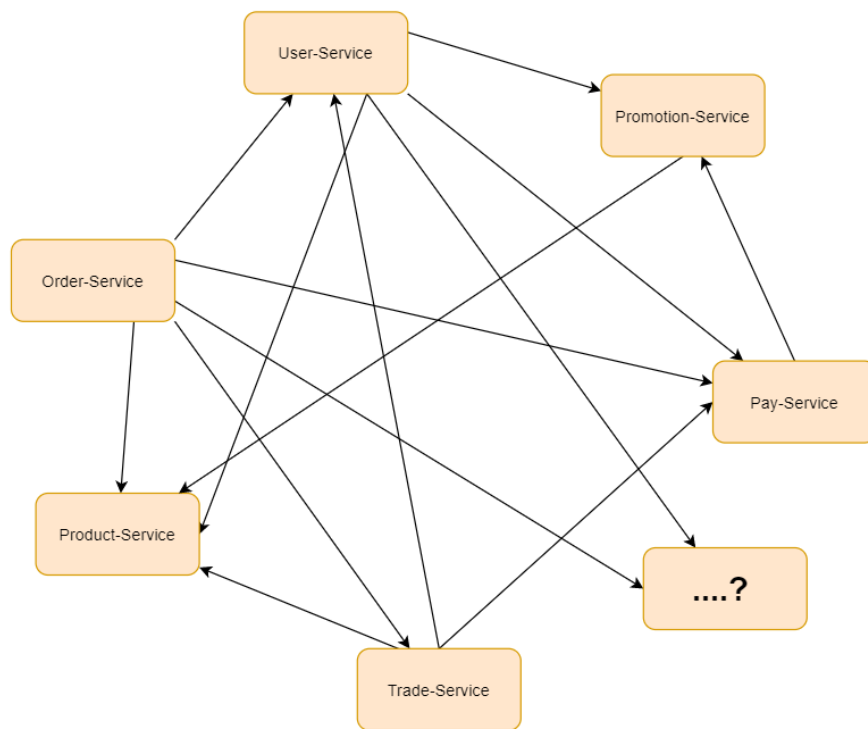 User-Service
Promotion-Service
Order-Service
Pay-Service
Product-Service
....?
Trade-Service